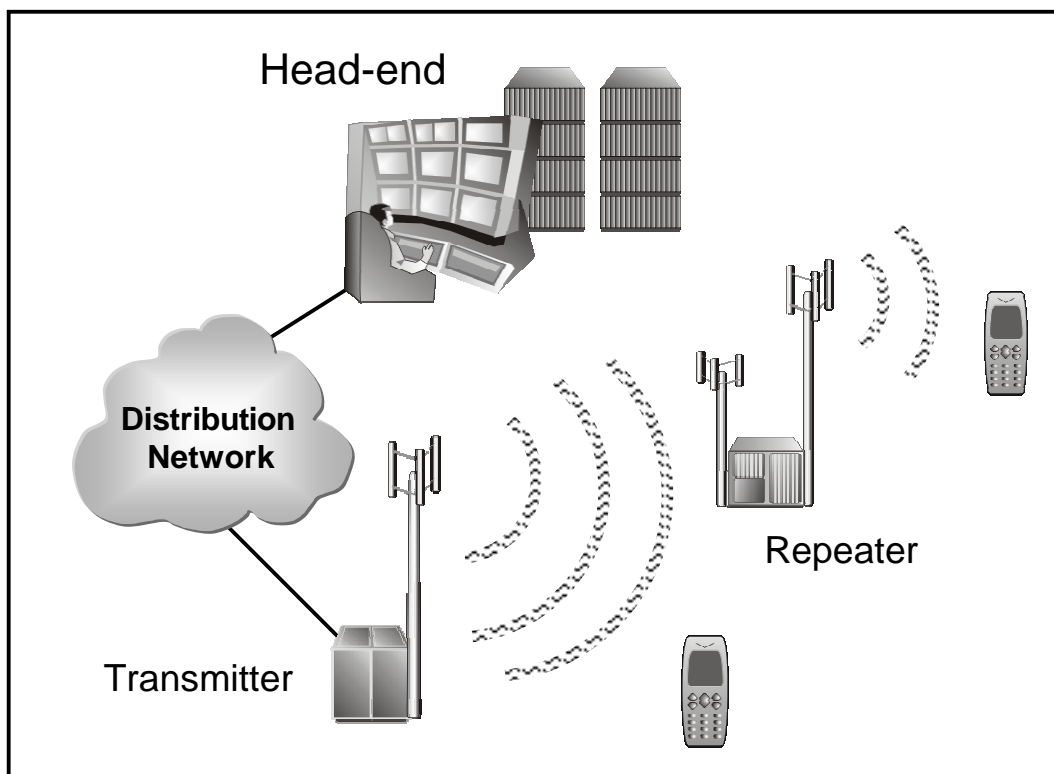 Head-end
Distribution
Network
Repeater
Transmitter